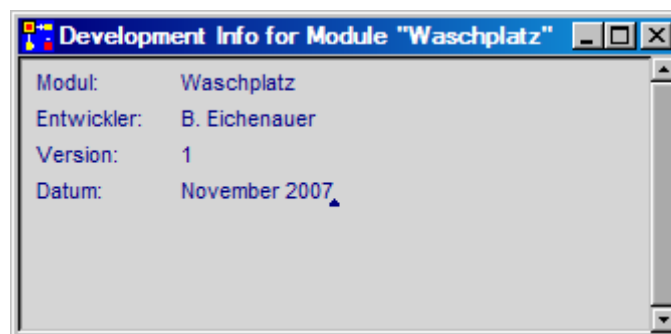 Development Info for Module "Waschplatz"
Modul: Waschplatz
Entwickler: B. Eichenauer
Version: 1
Datum: November 2007